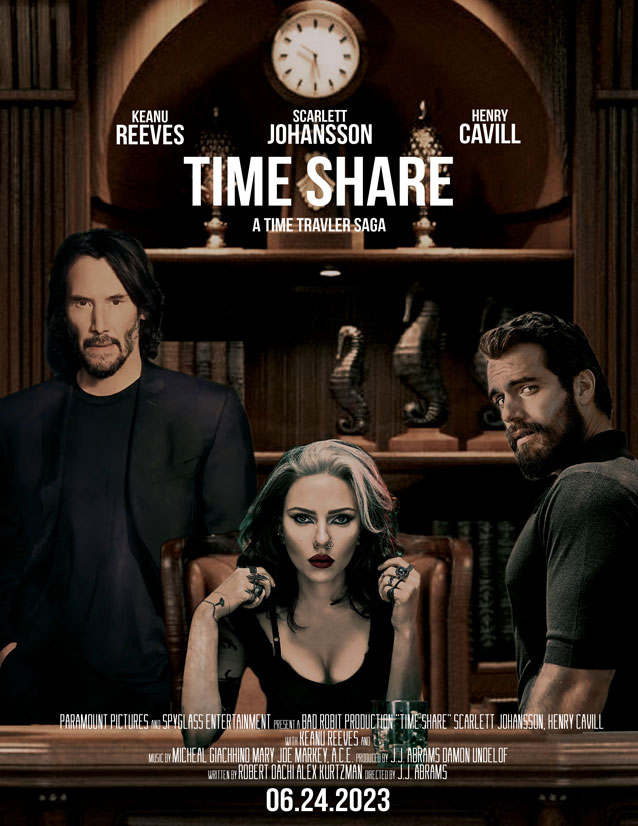 KEANU REEVES
SCARLETT JOHANSSON
HENRY CAVILL
TIME SHARE
A TIME TRAVLER SAGA
PARAMOUNT PICTURES AND SPYGLASS ENTERTAINMENT PRESENT A BAD ROBIT PRODUCTION "TIME SHARE" SCARLETT JOHANSSON, HENRY CAVILL
WITH KEANU REEVES AND
MUSIC BY MICHEAL GIACHHINO MARY JOE MARKEY, A.C.E. PRODUCED BY J.J. ABRAMS DAMON UNDELOF
WRITTEN BY ROBERT OACHI ALEX KURTZMAN DIRECTED BY J.J. ABRAMS
06.24.2023